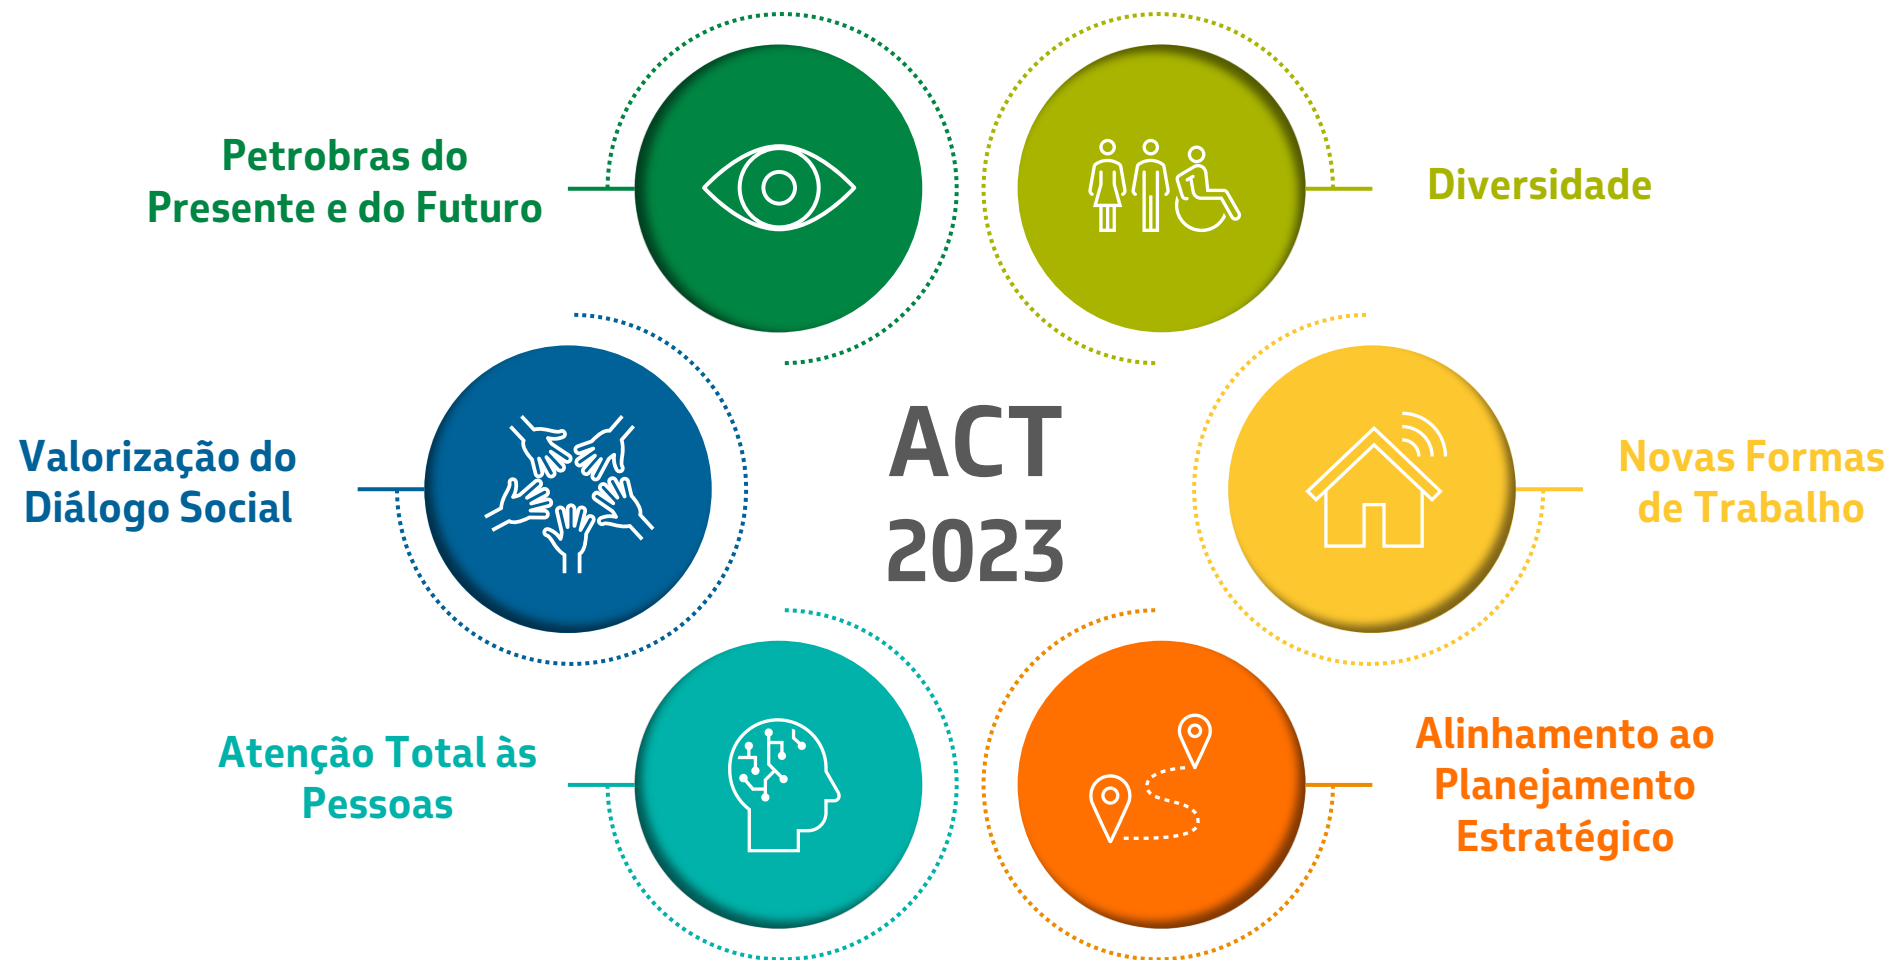 Petrobras do
Presente e do Futuro
Diversidade
Valorização do
Diálogo Social
ACT
2023
Novas Formas
de Trabalho
Atenção Total às
Pessoas
Alinhamento ao
Planejamento
Estratégico